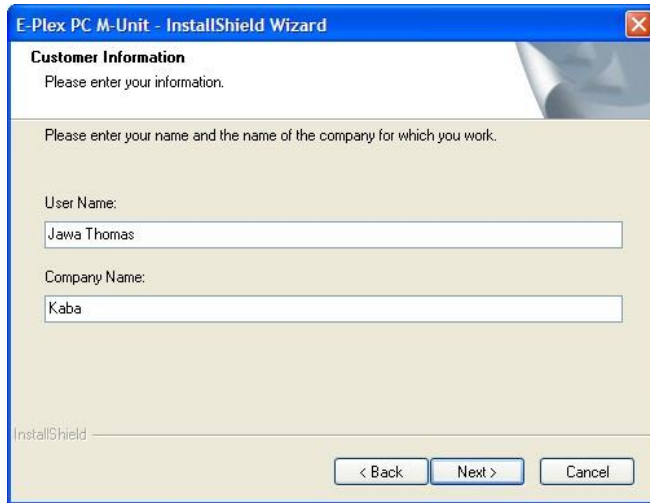 E-Plex PC M-Unit - InstallShield Wizard
Customer Information
Please enter your information.
Please enter your name and the name of the company for which you work.
User Name:
Jawa Thomas
Company Name:
Kaba
InstallShield
< Back Next > Cancel